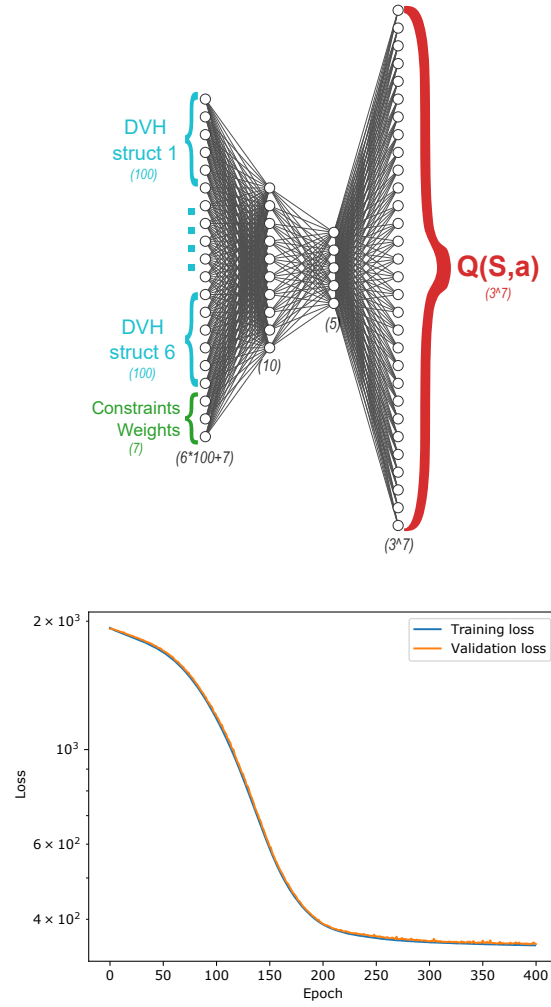 DVH
struct 1
(100)
DVH
struct 6
(100)
Constraints
Weights
(7)
(6*100+7)
(10)
(5)
(3^7)
Q(S,a)
(3^7)
2 × 10³
10³
6 × 10²
4 × 10²
Loss
Training loss
Validation loss
0 50 100 150 200 250 300 350 400
Epoch